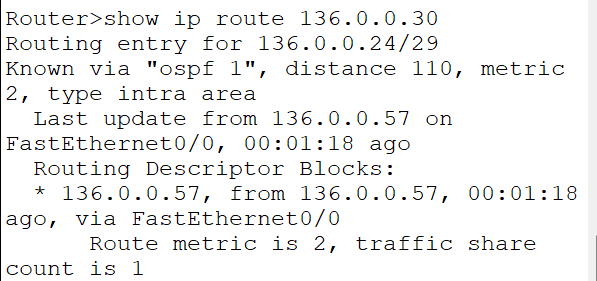 Router>show ip route 136.0.0.30
Routing entry for 136.0.0.24/29
Known via "ospf 1", distance 110, metric
2, type intra area
  Last update from 136.0.0.57 on
FastEthernet0/0, 00:01:18 ago
  Routing Descriptor Blocks:
  * 136.0.0.57, from 136.0.0.57, 00:01:18
ago, via FastEthernet0/0
      Route metric is 2, traffic share
count is 1